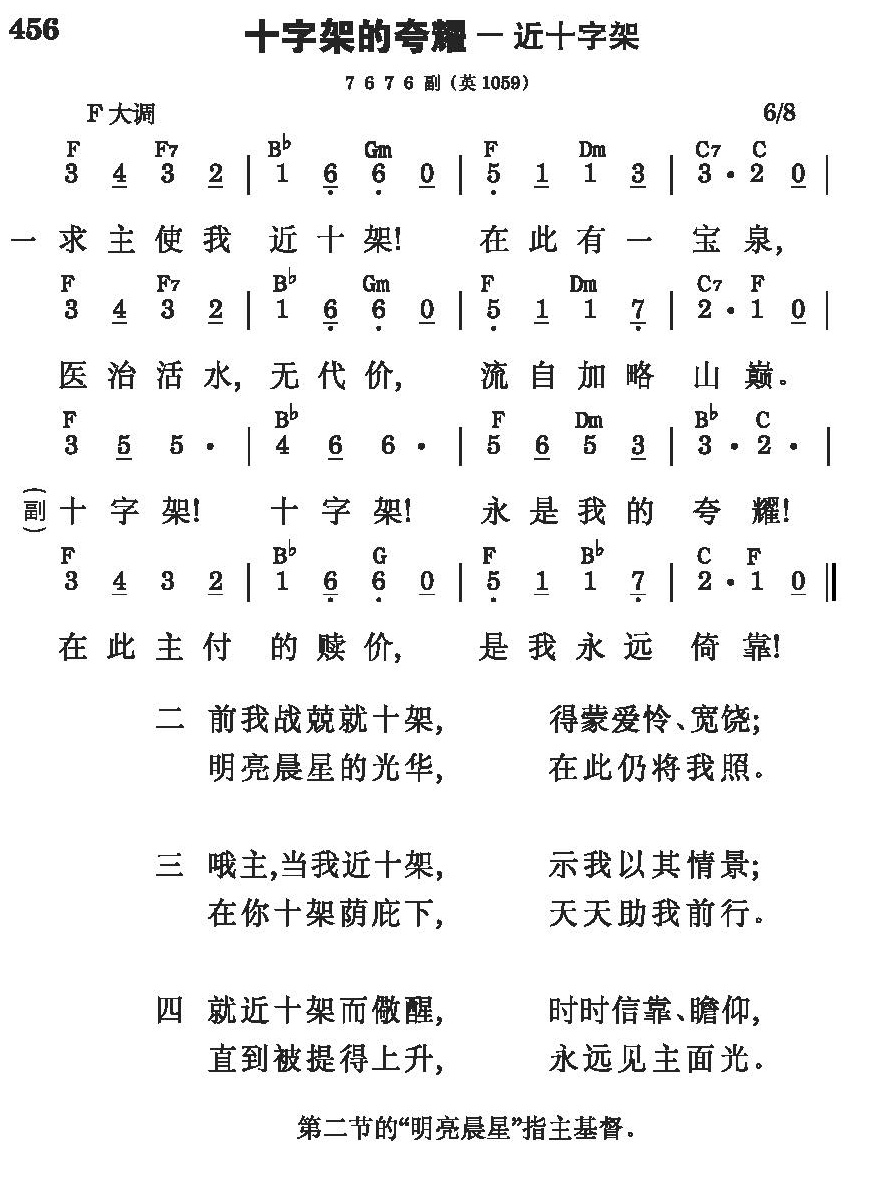 456
十字架的夸耀 — 近十字架
7 6 7 6 副 (英1059)
F大调 6/8
F F7 B♭ Gm F Dm C7 C
3 4 3 2 | 1 6 6 0 | 5 1 1 3 | 3 · 2 0 |
一 求主使我 近十架! 在此有一 宝泉,
F F7 B♭ Gm F Dm C7 F
3 4 3 2 | 1 6 6 0 | 5 1 1 7 | 2 · 1 0 |
医治活水, 无代价, 流自加略 山巅。
F B♭ F Dm B♭ C
3 5 5 · | 4 6 6 · | 5 6 5 3 | 3 · 2 · |
(副) 十字架! 十字架! 永是我的 夸耀!
F B♭ G F B♭ C F
3 4 3 2 | 1 6 6 0 | 5 1 1 7 | 2 · 1 0 ‖
在此主付 的赎价, 是我永远 倚靠!
二 前我战兢就十架, 得蒙爱怜、宽饶;
明亮晨星的光华, 在此仍将我照。
三 哦主,当我近十架, 示我以其情景;
在你十架荫庇下, 天天助我前行。
四 就近十架而儆醒, 时时信靠、瞻仰,
直到被提得上升, 永远见主面光。
第二节的“明亮晨星”指主基督。